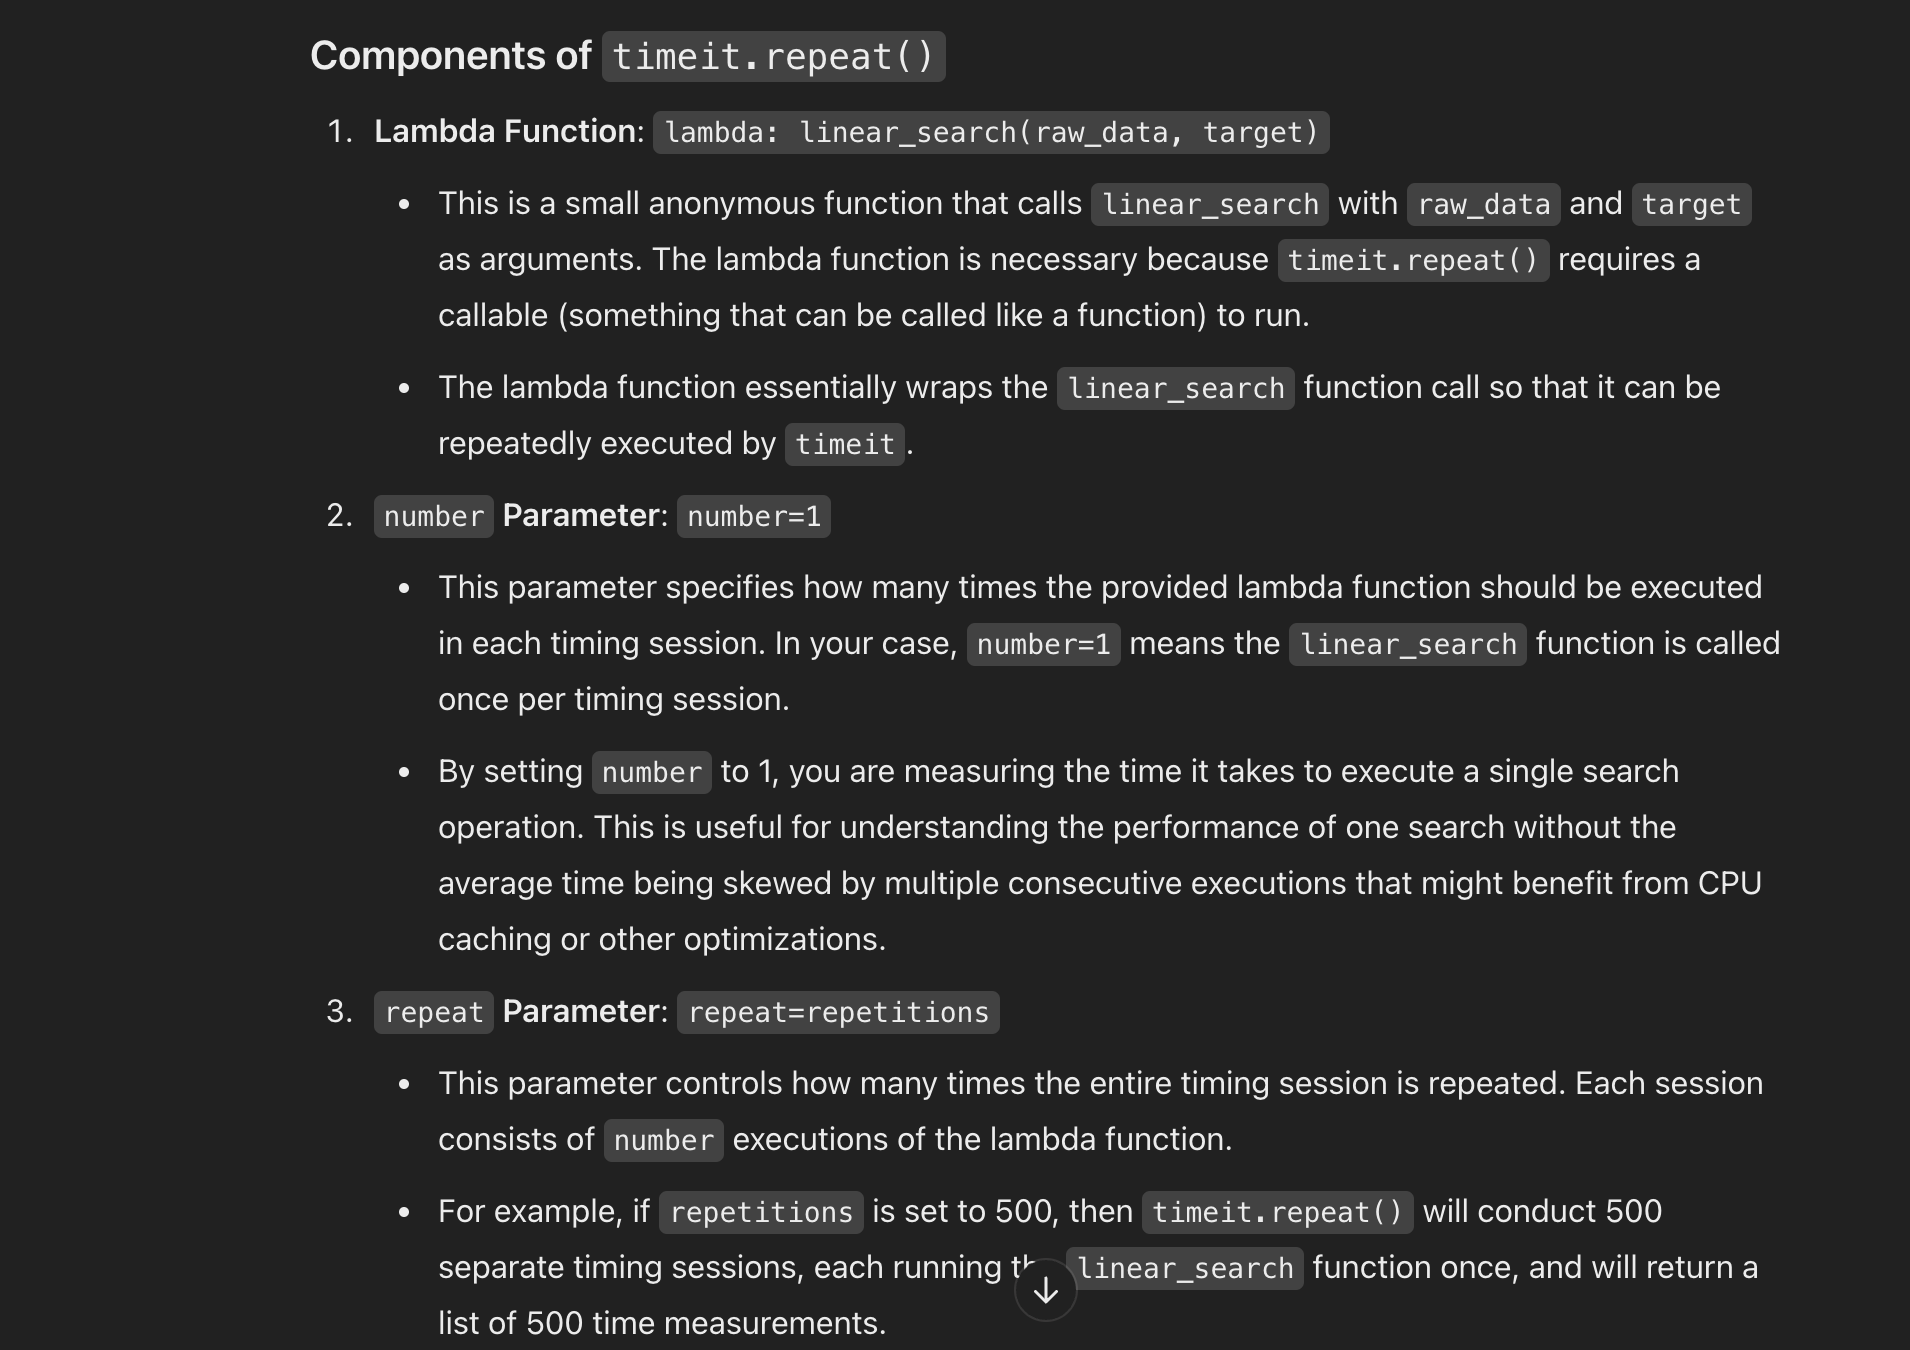 Components of timeit.repeat()
1. Lambda Function: lambda: linear_search(raw_data, target)
• This is a small anonymous function that calls linear_search with raw_data and target
as arguments. The lambda function is necessary because timeit.repeat() requires a
callable (something that can be called like a function) to run.
• The lambda function essentially wraps the linear_search function call so that it can be
repeatedly executed by timeit.
2. number Parameter: number=1
• This parameter specifies how many times the provided lambda function should be executed
in each timing session. In your case, number=1 means the linear_search function is called
once per timing session.
• By setting number to 1, you are measuring the time it takes to execute a single search
operation. This is useful for understanding the performance of one search without the
average time being skewed by multiple consecutive executions that might benefit from CPU
caching or other optimizations.
3. repeat Parameter: repeat=repetitions
• This parameter controls how many times the entire timing session is repeated. Each session
consists of number executions of the lambda function.
• For example, if repetitions is set to 500, then timeit.repeat() will conduct 500
separate timing sessions, each running linear_search function once, and will return a
list of 500 time measurements.